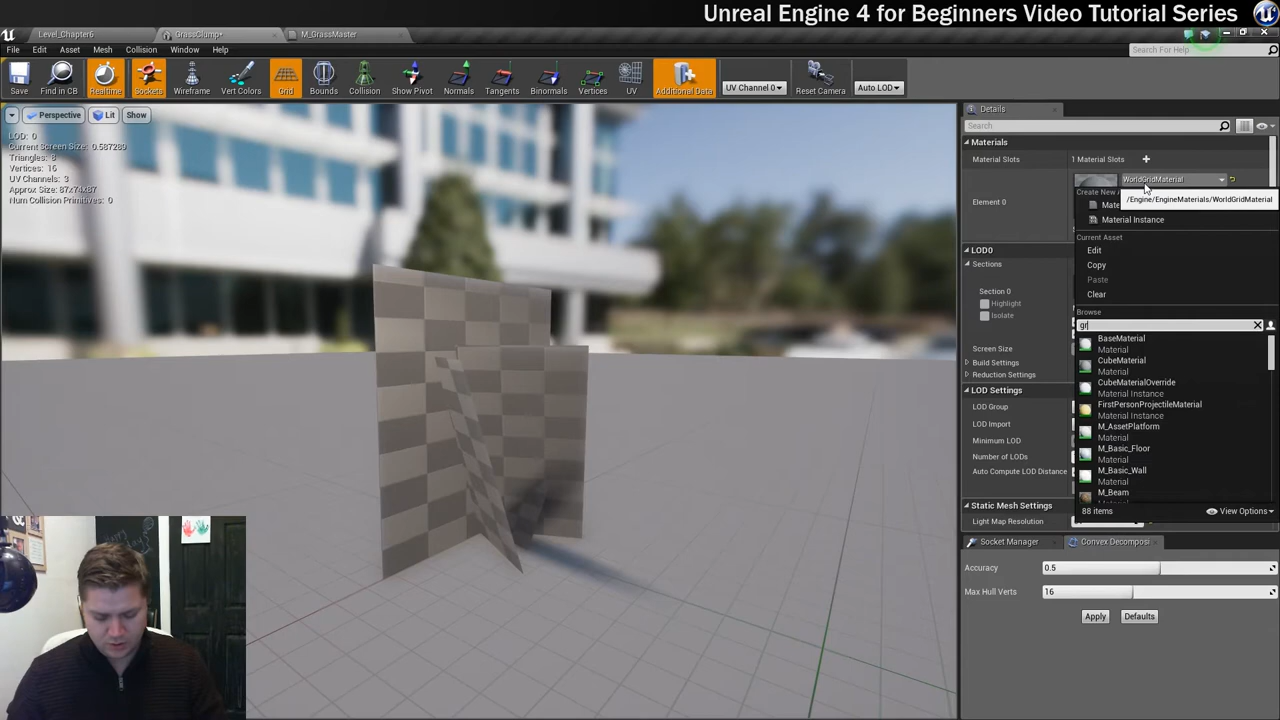 Unreal Engine 4 for Beginners Video Tutorial Series
Level_Chapter6
GrassClump*
M_GrassMaster
File Edit Asset Mesh Collision Window Help
Search For Help
Save Find in CB Realtime Sockets Wireframe Vert Colors Grid Bounds Collision Show Pivot Normals Tangents Binormals Vertices UV Additional Data UV Channel 0 Reset Camera Auto LOD
Perspective Lit Show
LOD: 0
Current Screen Size: 0.587280
Triangles: 8
Vertices: 16
UV Channels: 3
Approx Size: 87x74x87
Num Collision Primitives: 0
Details
Search
Materials
Material Slots 1 Material Slots
Element 0
WorldGridMaterial
/Engine/EngineMaterials/WorldGridMaterial
Material Instance
Current Asset
Edit
Copy
Paste
Clear
Browse
gr
BaseMaterial
Material
CubeMaterial
Material
CubeMaterialOverride
Material Instance
FirstPersonProjectileMaterial
Material Instance
M_AssetPlatform
Material
M_Basic_Floor
Material
M_Basic_Wall
Material
M_Beam
88 items View Options
LOD0
Sections
Section 0
Highlight
Isolate
Screen Size
Build Settings
Reduction Settings
LOD Settings
LOD Group
LOD Import
Minimum LOD
Number of LODs
Auto Compute LOD Distance
Static Mesh Settings
Light Map Resolution
Socket Manager
Convex Decomposi
Accuracy 0.5
Max Hull Verts 16
Apply Defaults